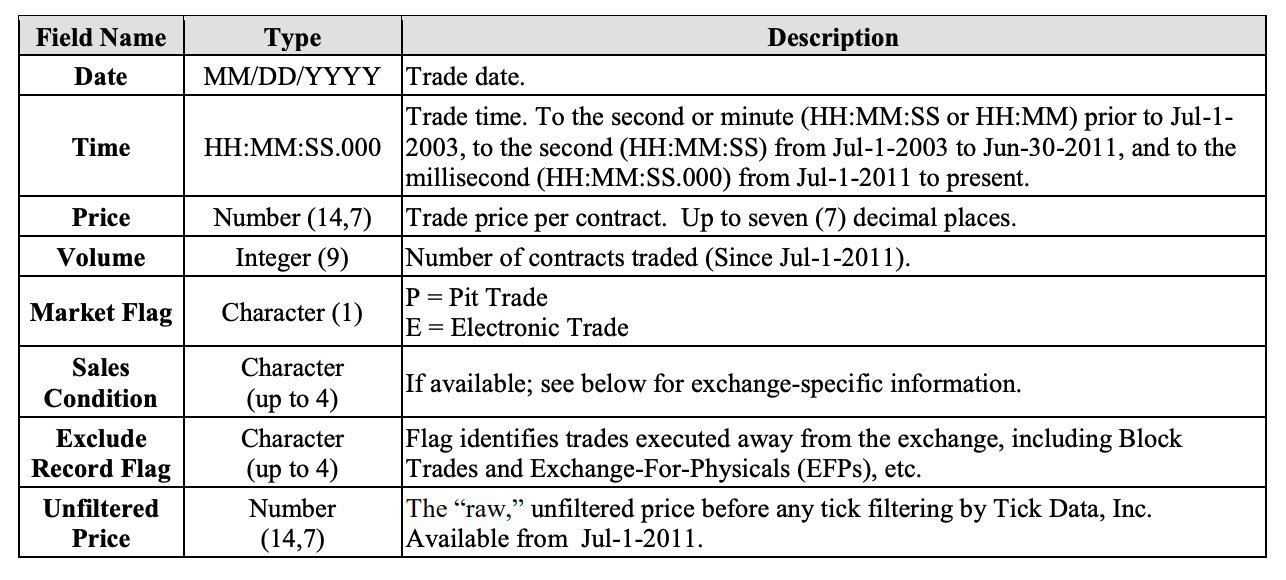 Field Name Type Description
Date MM/DD/YYYY Trade date.
Time HH:MM:SS.000 Trade time. To the second or minute (HH:MM:SS or HH:MM) prior to Jul-1-
2003, to the second (HH:MM:SS) from Jul-1-2003 to Jun-30-2011, and to the
millisecond (HH:MM:SS.000) from Jul-1-2011 to present.
Price Number (14,7) Trade price per contract. Up to seven (7) decimal places.
Volume Integer (9) Number of contracts traded (Since Jul-1-2011).
Market Flag Character (1) P = Pit Trade
E = Electronic Trade
Sales
Condition
Character
(up to 4)
If available; see below for exchange-specific information.
Exclude
Record Flag
Character
(up to 4)
Flag identifies trades executed away from the exchange, including Block
Trades and Exchange-For-Physicals (EFPs), etc.
Unfiltered
Price
Number
(14,7)
The “raw,” unfiltered price before any tick filtering by Tick Data, Inc.
Available from Jul-1-2011.